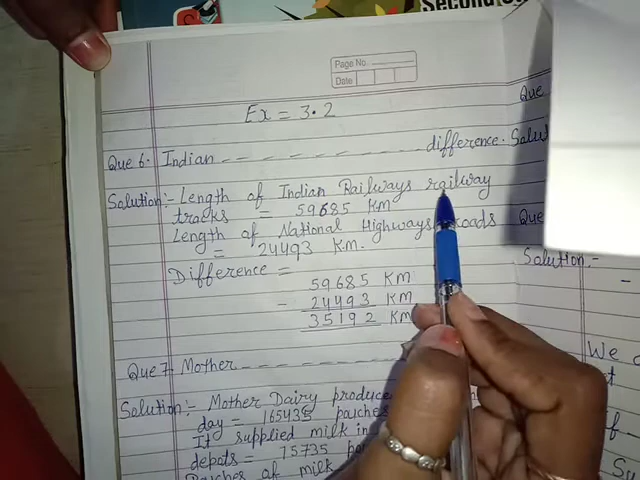 Second
Page No.
Date
Ex = 3.2
Que 6. Indian ------------ difference.
Solution:- Length of Indian Railways railway
tracks = 59685 KM
Length of National Highways roads
= 24493 KM.
Difference =
59685 KM
- 24493 KM
35192 KM
Que 7. Mother
Solution:- Mother Dairy produce
day = 165435
It supplied milk in
depots = 75735
of milk
Que
Solu
Que
Solution:-
We